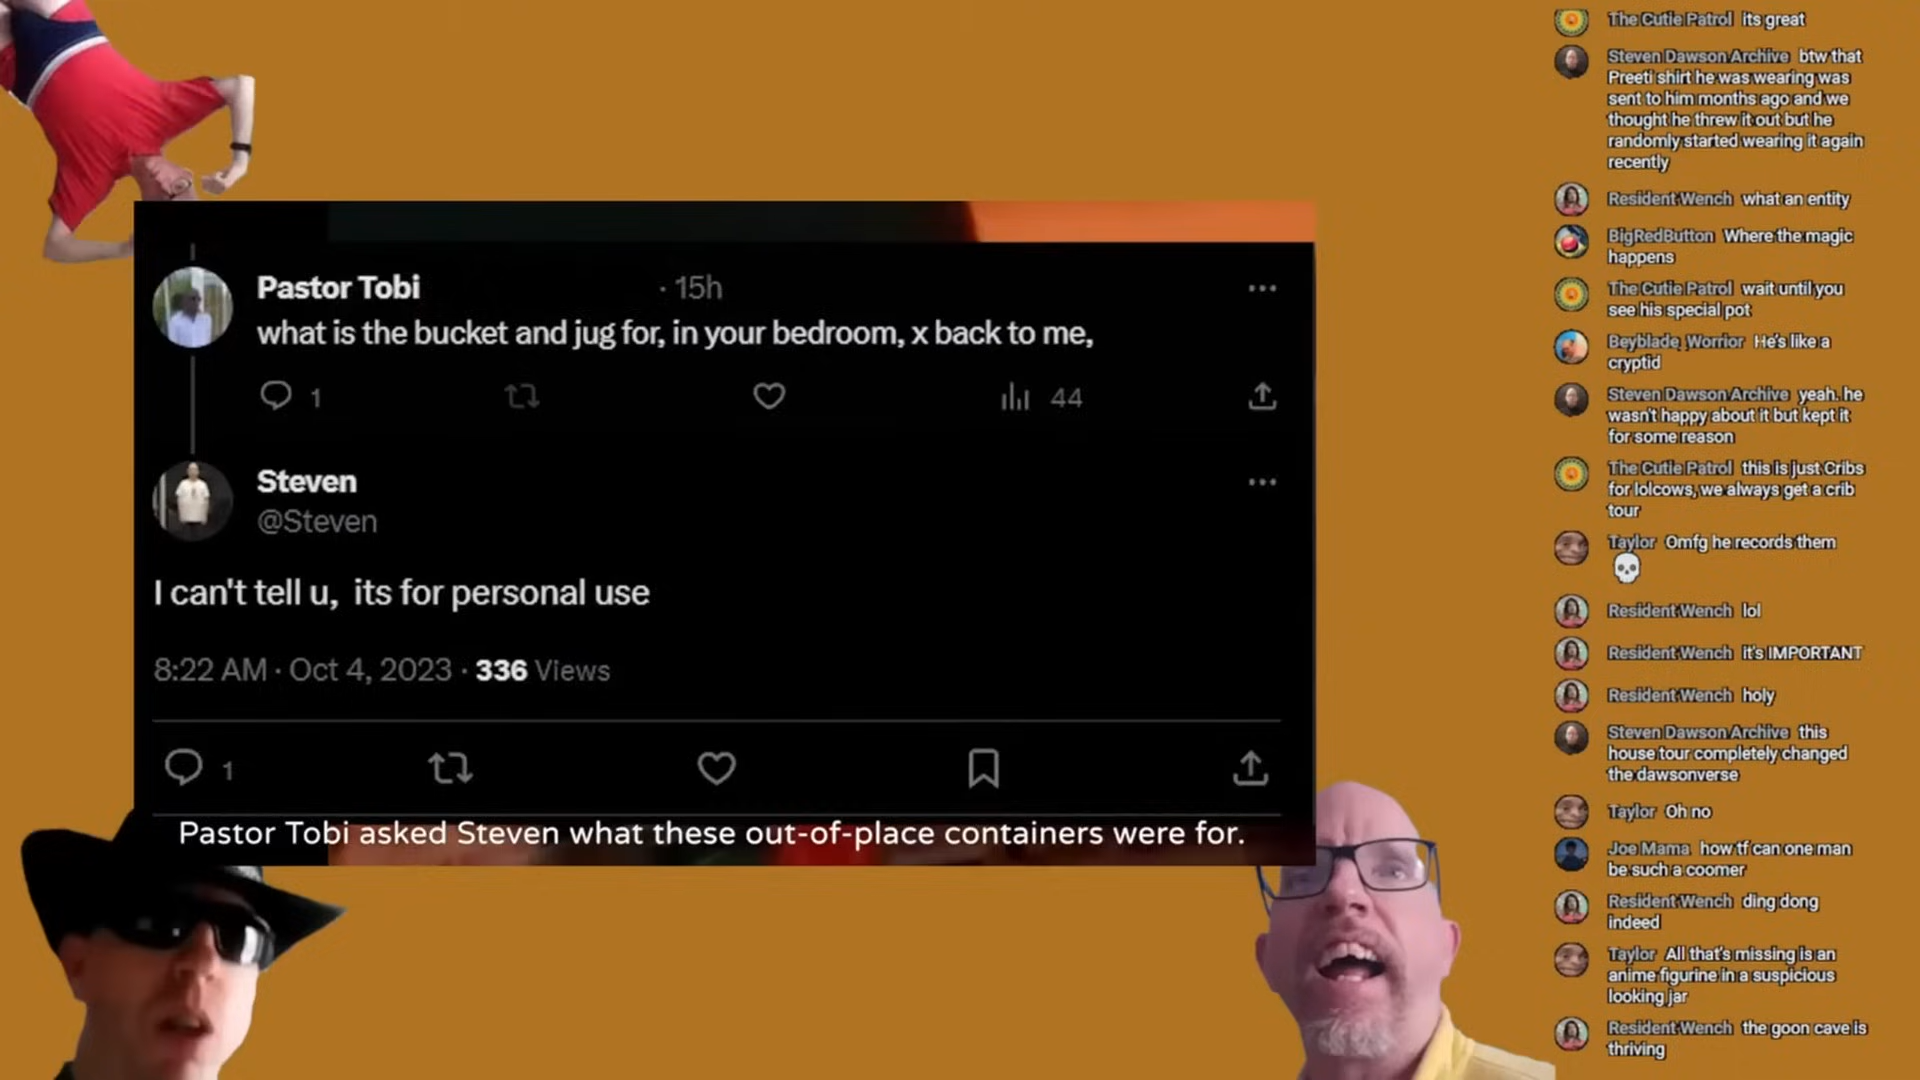 Pastor Tobi · 15h
what is the bucket and jug for, in your bedroom, x back to me,
1 44
Steven
@Steven
I can't tell u, its for personal use
8:22 AM · Oct 4, 2023 · 336 Views
1
Pastor Tobi asked Steven what these out-of-place containers were for.
The Cutie Patrol its great
Steven Dawson Archive btw that
Preeti shirt he was wearing was
sent to him months ago and we
thought he threw it out but he
randomly started wearing it again
recently
Resident Wench what an entity
BigRedButton Where the magic
happens
The Cutie Patrol wait until you
see his special pot
Beyblade_Worrior He's like a
cryptid
Steven Dawson Archive yeah. he
wasn't happy about it but kept it
for some reason
The Cutie Patrol this is just Cribs
for lolcows, we always get a crib
tour
Taylor Omfg he records them
💀
Resident Wench lol
Resident Wench it's IMPORTANT
Resident Wench holy
Steven Dawson Archive this
house tour completely changed
the dawsonverse
Taylor Oh no
Joe Mama how tf can one man
be such a coomer
Resident Wench ding dong
indeed
Taylor All that's missing is an
anime figurine in a suspicious
looking jar
Resident Wench the goon cave is
thriving